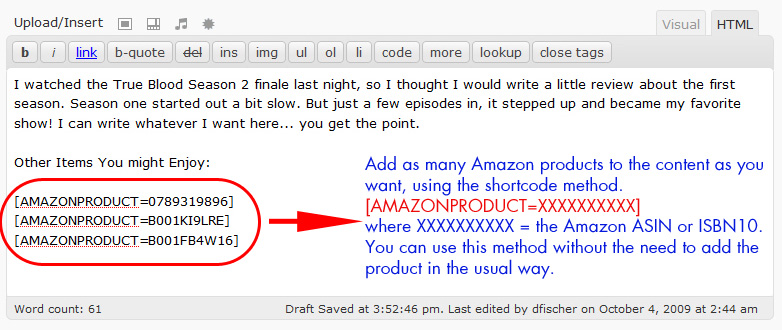 Upload/Insert Visual HTML
b i link b-quote del ins img ul ol li code more lookup close tags
I watched the True Blood Season 2 finale last night, so I thought I would write a little review about the first
season. Season one started out a bit slow. But just a few episodes in, it stepped up and became my favorite
show! I can write whatever I want here... you get the point.
Other Items You might Enjoy:
[AMAZONPRODUCT=0789319896]
[AMAZONPRODUCT=B001KI9LRE]
[AMAZONPRODUCT=B001FB4W16]
Add as many Amazon products to the content as you
want, using the shortcode method.
[AMAZONPRODUCT=XXXXXXXXXX]
where XXXXXXXXXX = the Amazon ASIN or ISBN10.
You can use this method without the need to add the
product in the usual way.
Word count: 61 Draft Saved at 3:52:46 pm. Last edited by dfischer on October 4, 2009 at 2:44 am